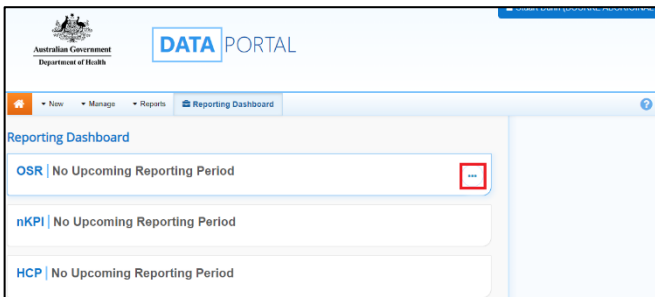 Australian Government
Department of Health
DATA PORTAL
New Manage Reports Reporting Dashboard
Reporting Dashboard
OSR | No Upcoming Reporting Period
nKPI | No Upcoming Reporting Period
HCP | No Upcoming Reporting Period